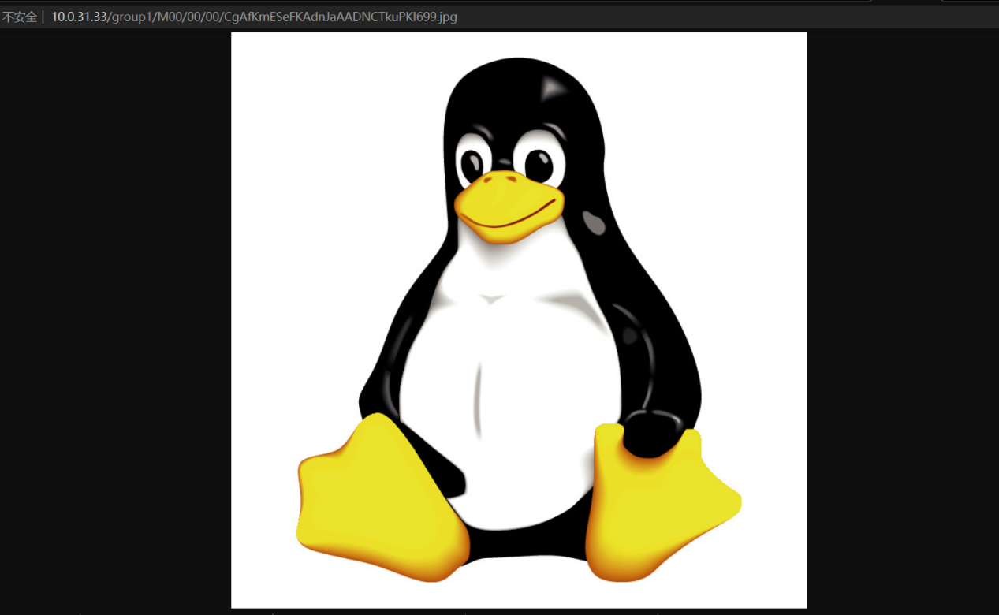 不安全 | 10.0.31.33/group1/M00/00/00/CgAfKmESeFKAdnJaAADNCTkuPKI699.jpg